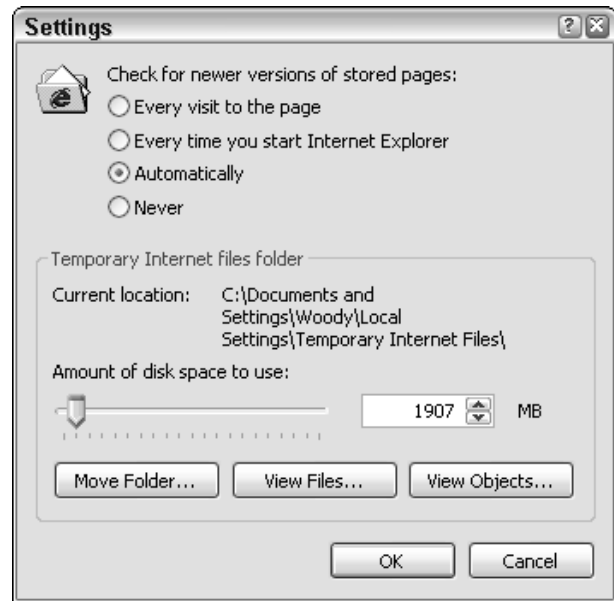 Settings
Check for newer versions of stored pages:
Every visit to the page
Every time you start Internet Explorer
Automatically
Never
Temporary Internet files folder
Current location:
C:\Documents and
Settings\Woody\Local
Settings\Temporary Internet Files\
Amount of disk space to use:
1907 MB
Move Folder... View Files... View Objects...
OK Cancel